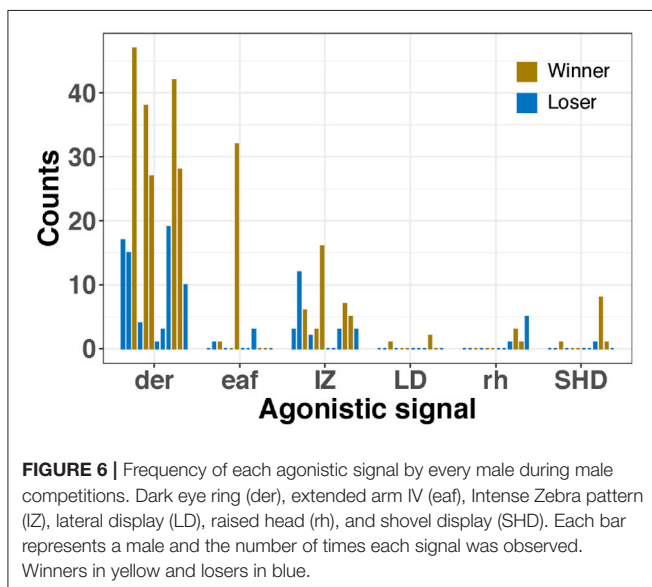 Winner
Loser
Counts
40
30
20
10
0
der eaf IZ LD rh SHD
Agonistic signal
FIGURE 6 | Frequency of each agonistic signal by every male during male
competitions. Dark eye ring (der), extended arm IV (eaf), Intense Zebra pattern
(IZ), lateral display (LD), raised head (rh), and shovel display (SHD). Each bar
represents a male and the number of times each signal was observed.
Winners in yellow and losers in blue.